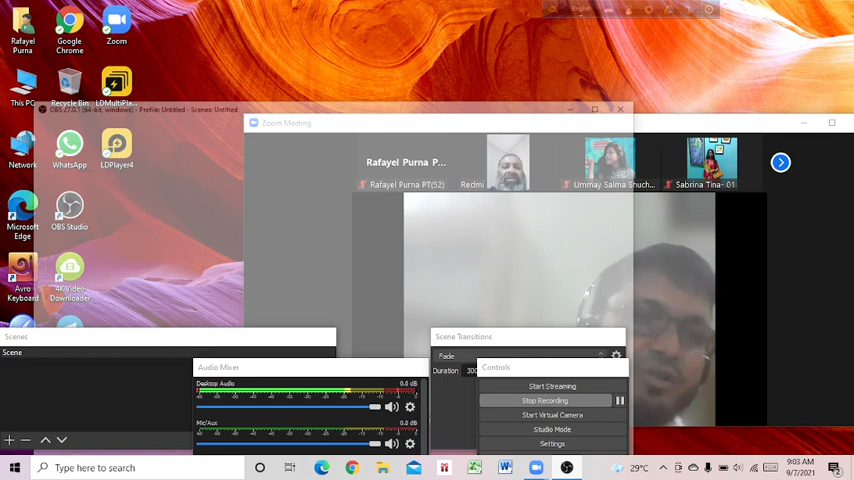 English
Rafayel
Purna
Google
Chrome
Zoom
This PC
Recycle Bin
LDMultiPla...
OBS 27.0.1 (64-bit, windows) - Profile: Untitled - Scenes: Untitled
Zoom Meeting
Network
WhatsApp
LDPlayer4
Rafayel Purna P...
Rafayel Purna PT(52)
Redmi
Ummay Salma Shuch...
Sabrina Tina- 01
Microsoft
Edge
OBS Studio
Avro
Keyboard
4K Video
Downloader
Scenes
Scene
Scene Transitions
Fade
Duration
300
Audio Mixer
Desktop Audio
0.0 dB
Mic/Aux
0.0 dB
Controls
Start Streaming
Stop Recording
Start Virtual Camera
Studio Mode
Settings
Type here to search
29°C
9:03 AM
9/7/2021
2